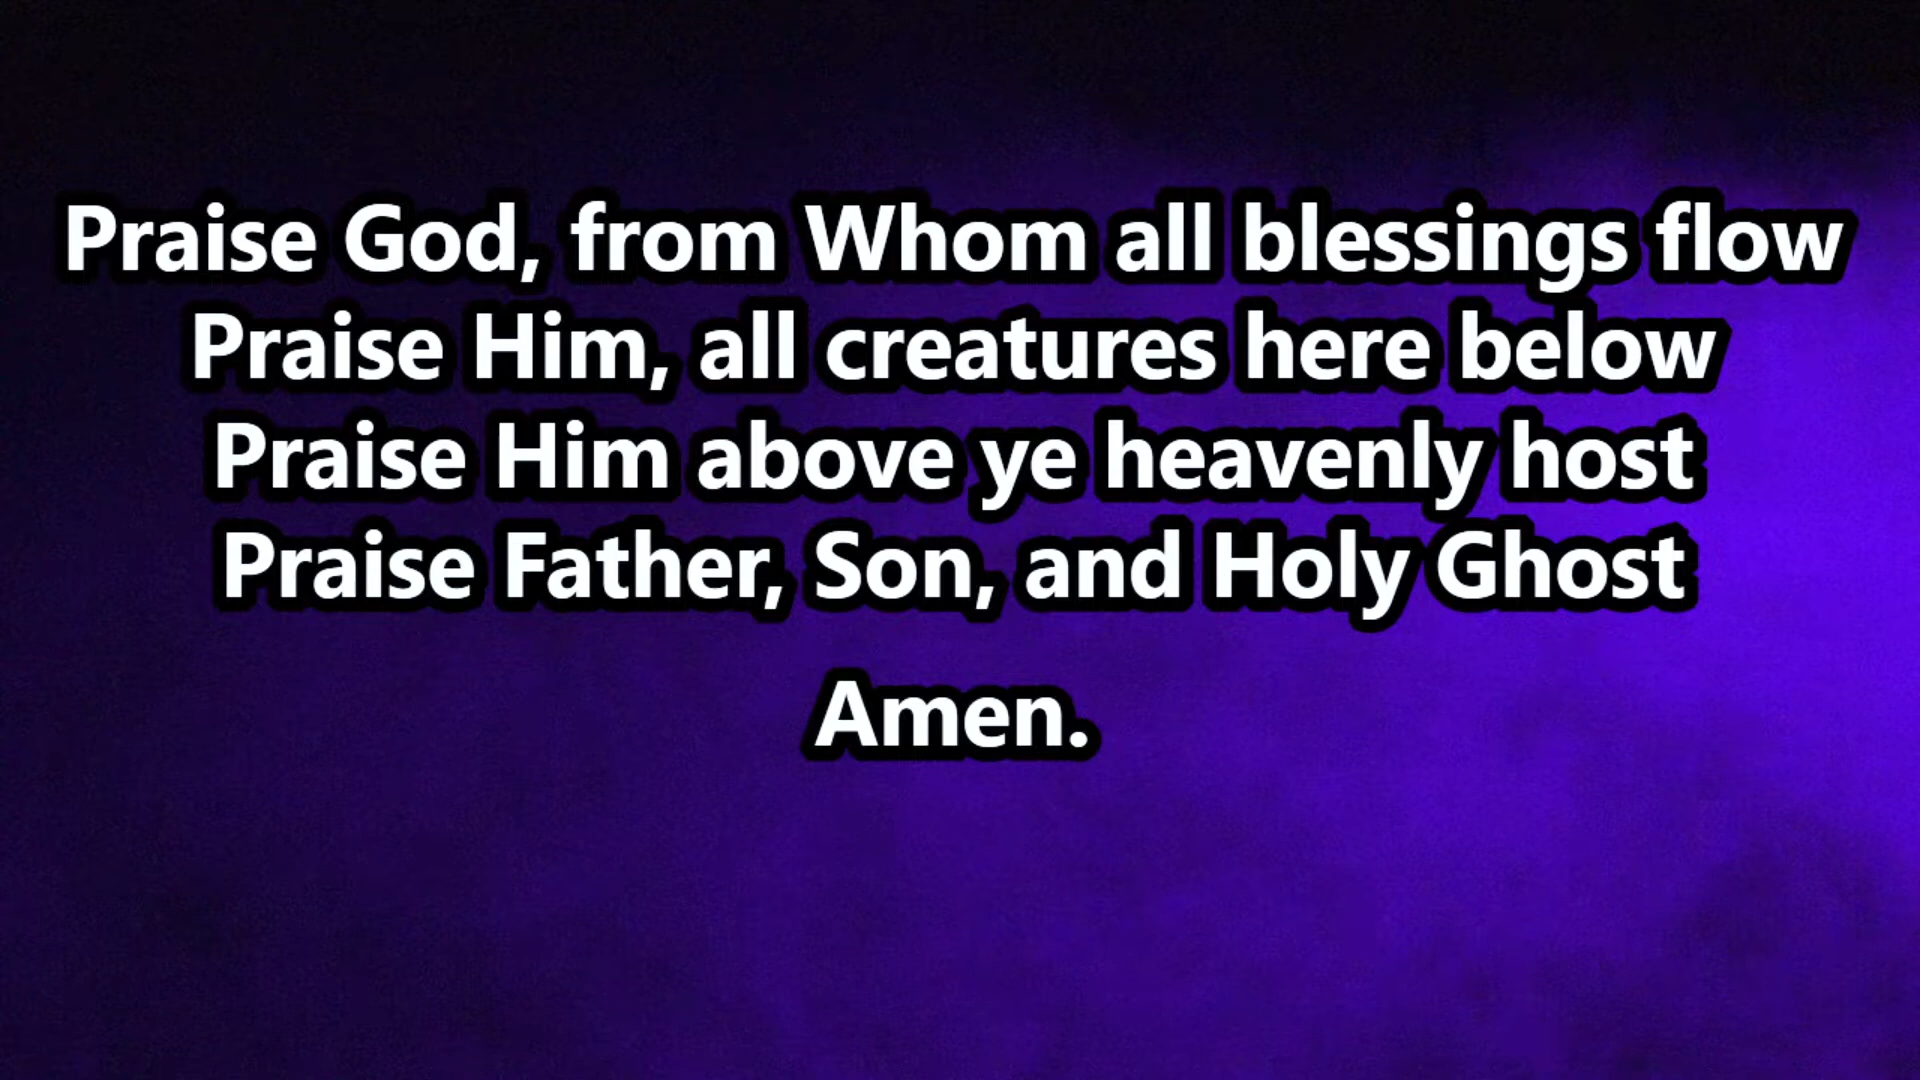 Praise God, from Whom all blessings flow
Praise Him, all creatures here below
Praise Him above ye heavenly host
Praise Father, Son, and Holy Ghost
Amen.